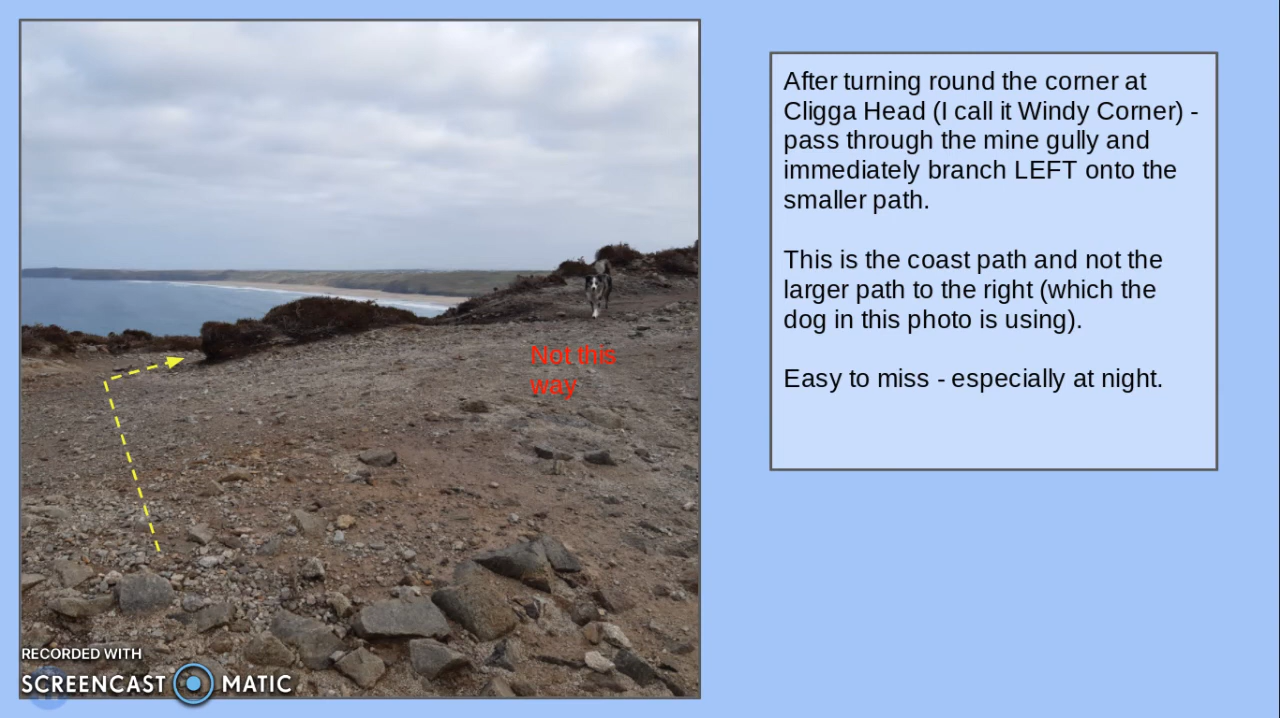 After turning round the corner at
Cligga Head (I call it Windy Corner) -
pass through the mine gully and
immediately branch LEFT onto the
smaller path.
This is the coast path and not the
larger path to the right (which the
dog in this photo is using).
Easy to miss - especially at night.
Not this
way
RECORDED WITH
SCREENCAST MATIC